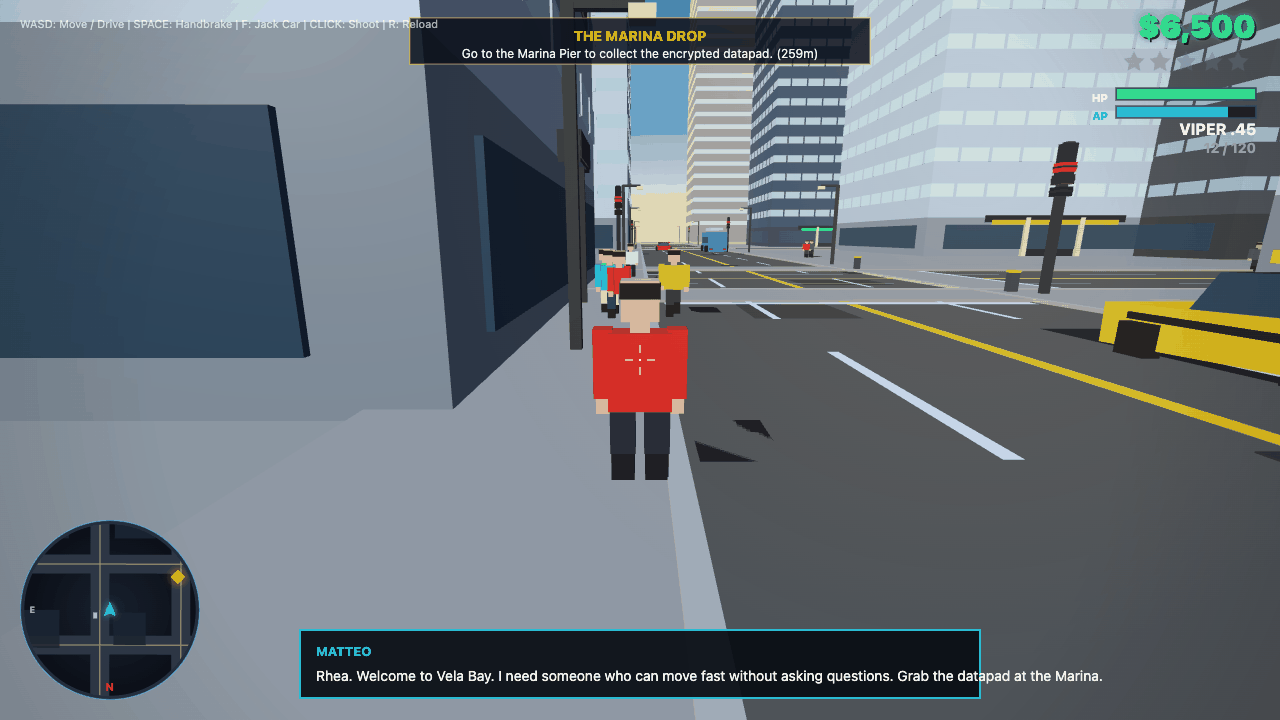 WASD: Move / Drive | SPACE: Handbrake | F: Jack Car | CLICK: Shoot | R: Reload
THE MARINA DROP
Go to the Marina Pier to collect the encrypted datapad. (259m)
$6,500
HP
AP
VIPER .45
12 / 120
E
N
MATTEO
Rhea. Welcome to Vela Bay. I need someone who can move fast without asking questions. Grab the datapad at the Marina.